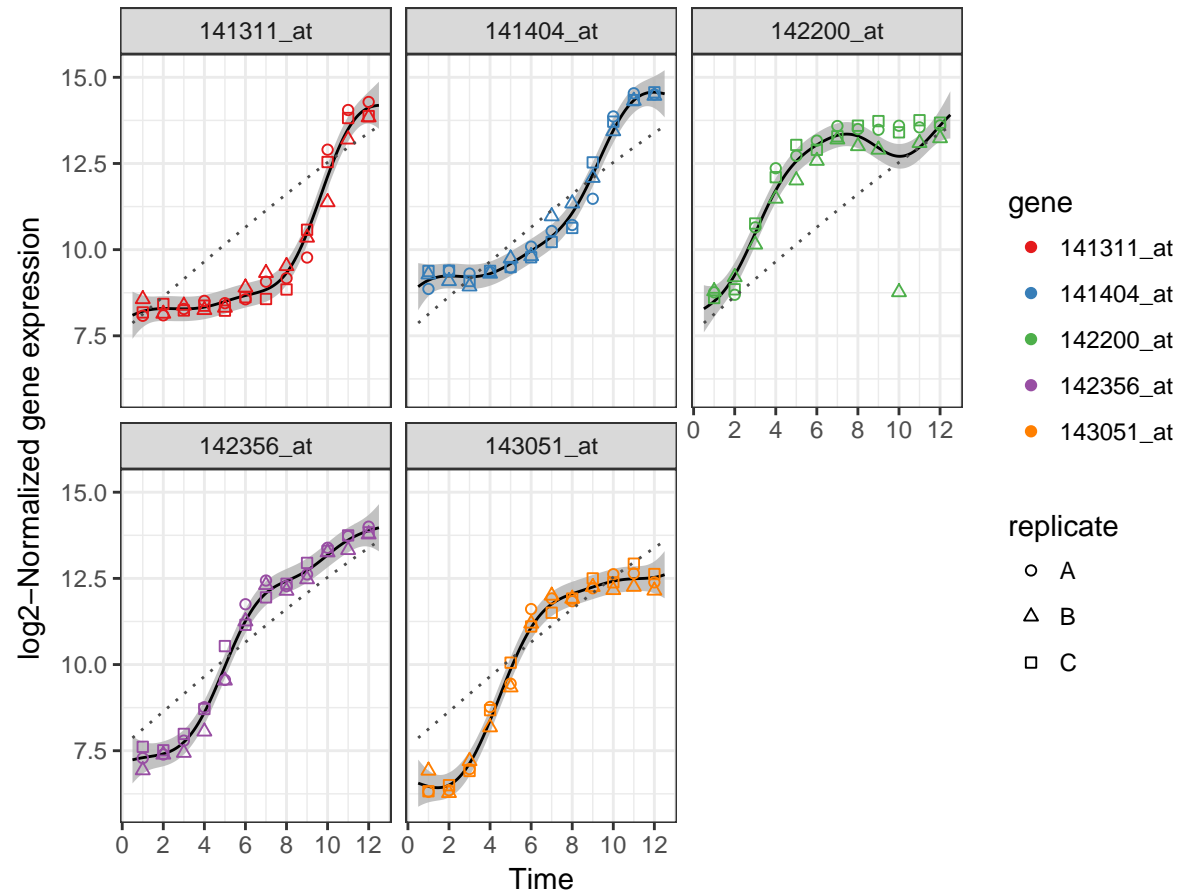 141311_at 141404_at 142200_at
15.0
12.5
10.0
7.5
0 2 4 6 8 10 12
142356_at 143051_at
15.0
12.5
10.0
7.5
0 2 4 6 8 10 12 0 2 4 6 8 10 12
Time
log2−Normalized gene expression
gene
141311_at
141404_at
142200_at
142356_at
143051_at
replicate
A
B
C